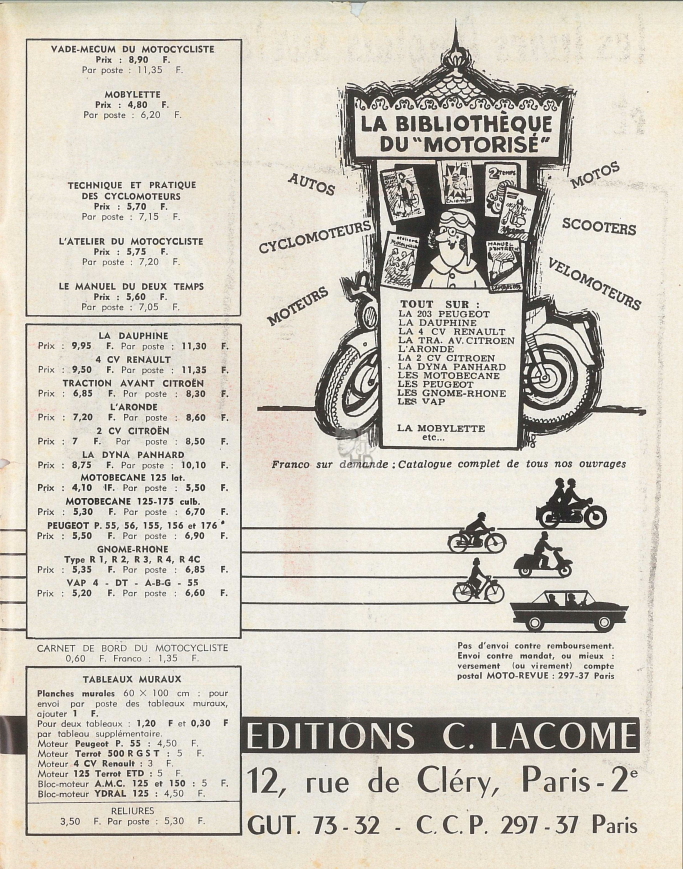 VADE-MECUM DU MOTOCYCLISTE
Prix : 8,90 F.
Par poste : 11,35 F.
MOBYLETTE
Prix : 4,80 F.
Par poste : 6,20 F.
TECHNIQUE ET PRATIQUE
DES CYCLOMOTEURS
Prix : 5,70 F.
Par poste : 7,15 F.
L'ATELIER DU MOTOCYCLISTE
Prix : 5,75 F.
Par poste : 7,20 F.
LE MANUEL DU DEUX TEMPS
Prix : 5,60 F.
Par poste : 7,05 F.
LA DAUPHINE
Prix : 9,95 F. Par poste : 11,30 F.
4 CV RENAULT
Prix : 9,50 F. Par poste : 11,35 F.
TRACTION AVANT CITROËN
Prix : 6,85 F. Par poste : 8,30 F.
L'ARONDE
Prix : 7,20 F. Par poste : 8,60 F.
2 CV CITROËN
Prix : 7 F. Par poste : 8,50 F.
LA DYNA PANHARD
Prix : 8,75 F. Par poste : 10,10 F.
MOTOBECANE 125 lat.
Prix : 4,10 F. Par poste : 5,50 F.
MOTOBECANE 125-175 culb.
Prix : 5,30 F. Par poste : 6,70 F.
PEUGEOT P. 55, 56, 155, 156 et 176
Prix : 5,50 F. Par poste : 6,90 F.
GNOME-RHONE
Type R 1, R 2, R 3, R 4, R 4C
Prix : 5,35 F. Par poste : 6,85 F.
VAP 4 - DT - A-B-G - 55
Prix : 5,20 F. Par poste : 6,60 F.
CARNET DE BORD DU MOTOCYCLISTE
0,60 F. Franco : 1,35 F.
TABLEAUX MURAUX
Planches murales 60 X 100 cm : pour
envoi par poste des tableaux muraux,
ajouter 1 F.
Pour deux tableaux : 1,20 F et 0,30 F
par tableau supplémentaire.
Moteur Peugeot P. 55 : 4,50 F.
Moteur Terrot 500 R G S T : 5 F.
Moteur 4 CV Renault : 3 F.
Moteur 125 Terrot ETD : 5 F.
Bloc-moteur A.M.C. 125 et 150 : 5 F.
Bloc-moteur YDRAL 125 : 4,50 F.
RELIURES
3,50 F. Par poste : 5,30 F.
LA BIBLIOTHÈQUE
DU "MOTORISÉ"
AUTOS
CYCLOMOTEURS
MOTEURS
MOTOS
SCOOTERS
VELOMOTEURS
2 TEMPS
MANUEL
D'ENTRETIEN
TOUT SUR :
LA 203 PEUGEOT
LA DAUPHINE
LA 4 CV RENAULT
LA TRA. AV. CITROEN
L'ARONDE
LA 2 CV CITROEN
LA DYNA PANHARD
LES MOTOBECANE
LES PEUGEOT
LES GNOME-RHONE
LES VAP
LA MOBYLETTE
etc...
Franco sur demande : Catalogue complet de tous nos ouvrages
Pas d'envoi contre remboursement.
Envoi contre mandat, ou mieux :
versement (ou virement) compte
postal MOTO-REVUE : 297-37 Paris
EDITIONS C. LACOME
12, rue de Cléry, Paris-2e
GUT. 73-32 - C.C.P. 297-37 Paris